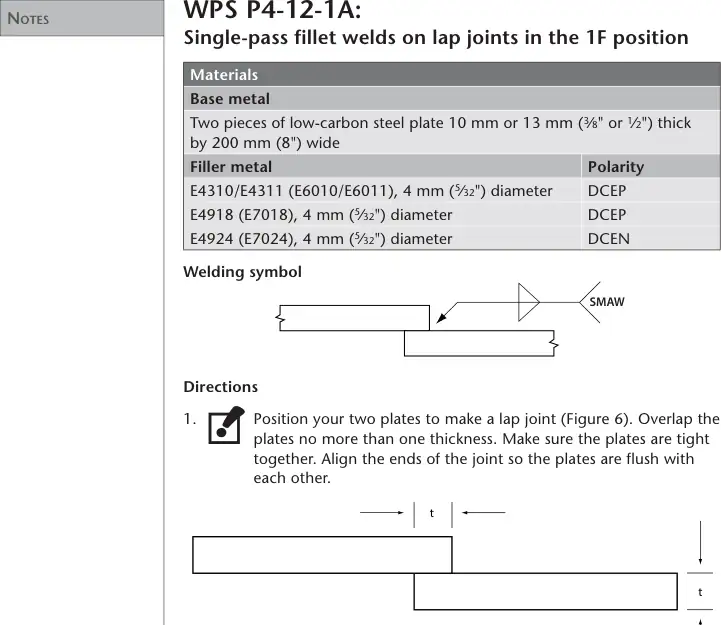 NOTES
WPS P4-12-1A:
Single-pass fillet welds on lap joints in the 1F position
Materials
Base metal
Two pieces of low-carbon steel plate 10 mm or 13 mm (⅜" or ½") thick
by 200 mm (8") wide
Filler metal Polarity
E4310/E4311 (E6010/E6011), 4 mm (5⁄32") diameter DCEP
E4918 (E7018), 4 mm (5⁄32") diameter DCEP
E4924 (E7024), 4 mm (5⁄32") diameter DCEN
Welding symbol
SMAW
Directions
1. Position your two plates to make a lap joint (Figure 6). Overlap the
plates no more than one thickness. Make sure the plates are tight
together. Align the ends of the joint so the plates are flush with
each other.
t
t